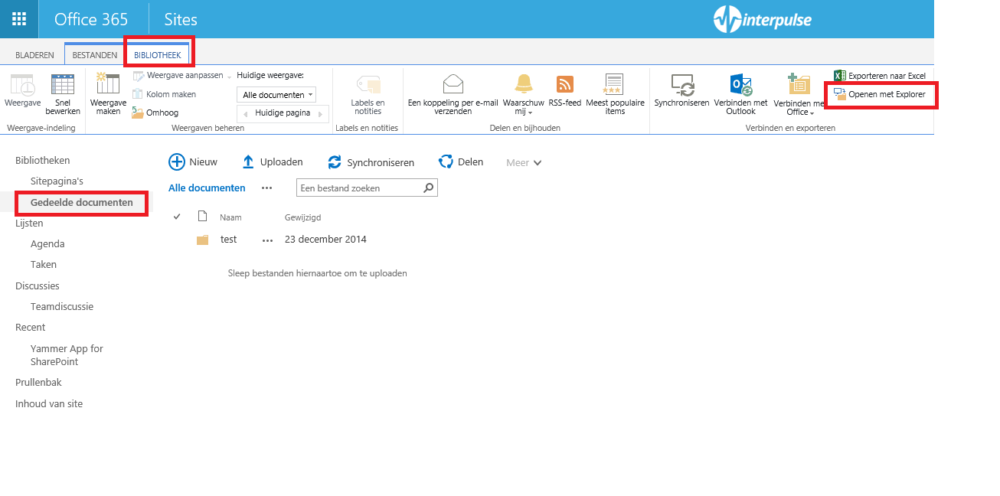 Office 365
Sites
interpulse
BLADEREN
BESTANDEN
BIBLIOTHEEK
Weergave
Snel
bewerken
Weergave-indeling
Weergave
maken
Weergave aanpassen
Kolom maken
Omhoog
Huidige weergave:
Alle documenten
Huidige pagina
Weergaven beheren
Labels en
notities
Labels en notities
Een koppeling per e-mail
verzenden
Waarschuw
mij
RSS-feed
Meest populaire
items
Delen en bijhouden
Synchroniseren
Verbinden met
Outlook
Verbinden me
Office
Exporteren naar Excel
Openen met Explorer
Verbinden en exporteren
Bibliotheken
Sitepagina's
Gedeelde documenten
Lijsten
Agenda
Taken
Discussies
Teamdiscussie
Recent
Yammer App for
SharePoint
Prullenbak
Inhoud van site
Nieuw
Uploaden
Synchroniseren
Delen
Meer
Alle documenten
Een bestand zoeken
Naam
Gewijzigd
test
23 december 2014
Sleep bestanden hiernaartoe om te uploaden